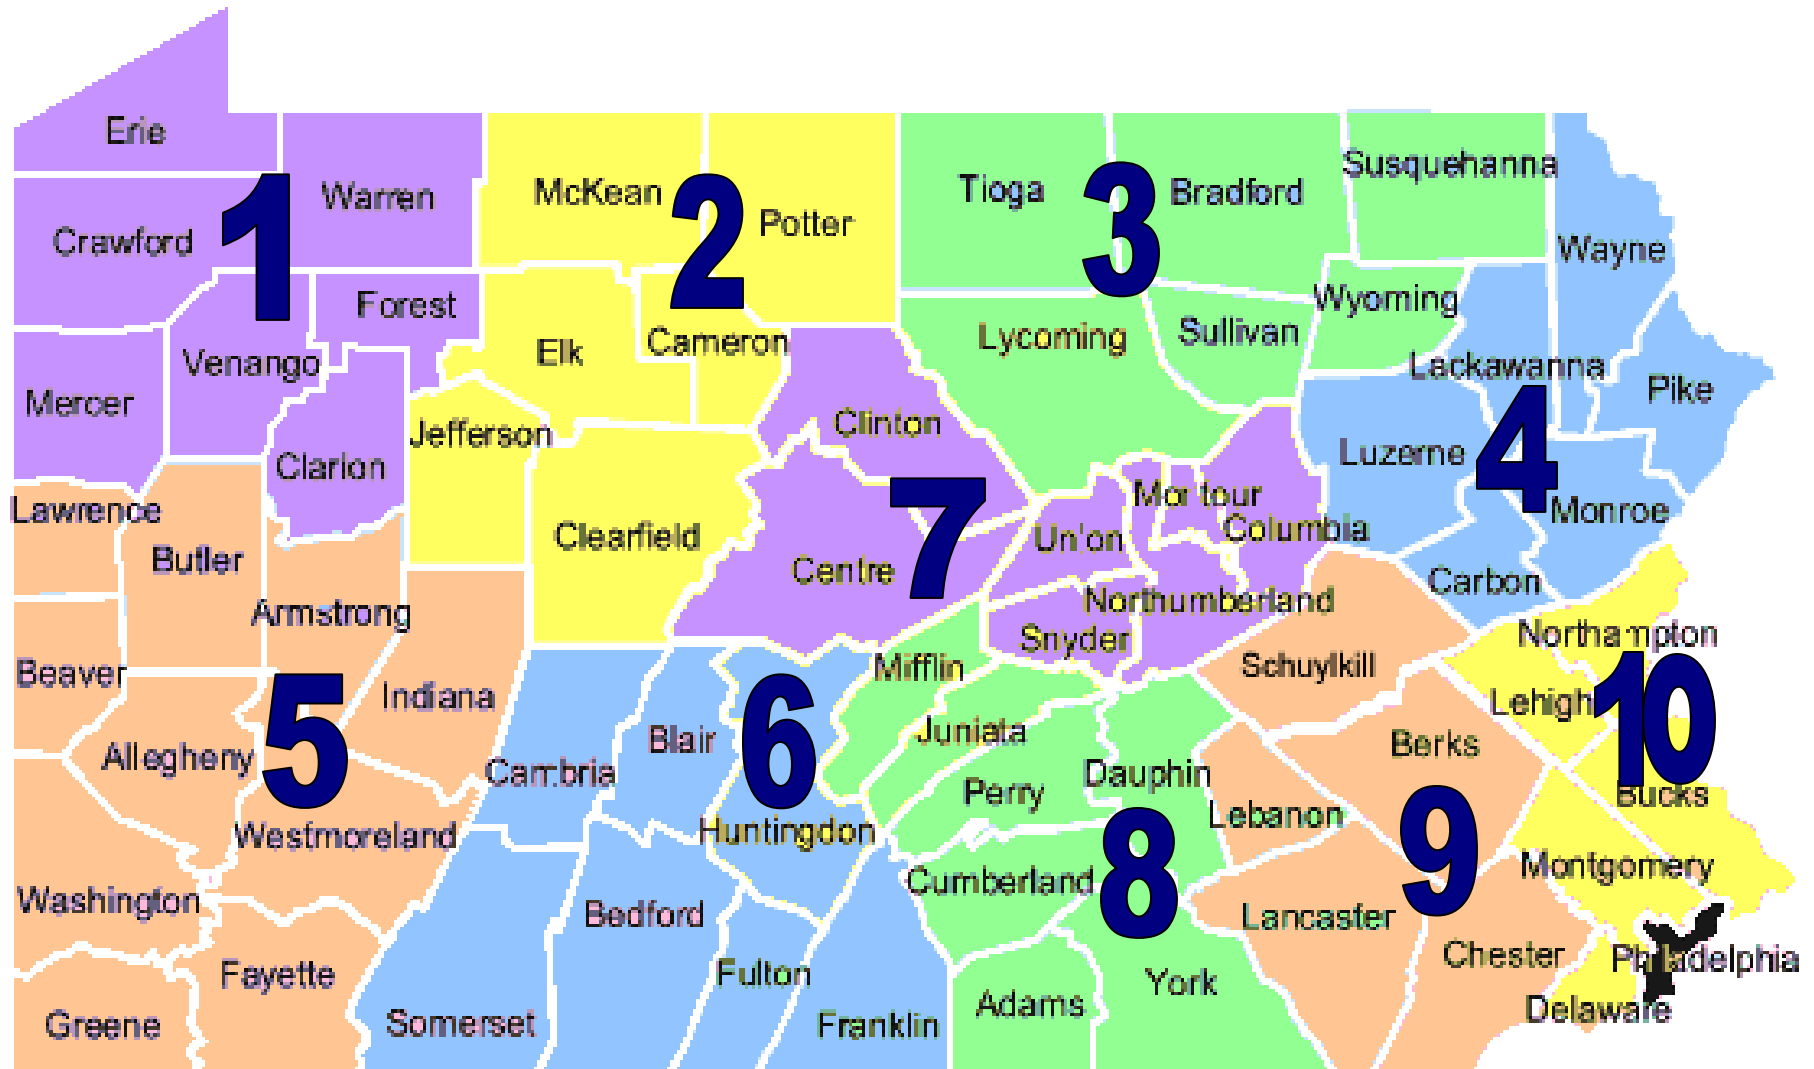 Erie
Warren
McKean
Potter
Tioga
Bradford
Susquehanna
Wayne
Crawford
1
2
3
Forest
Venango
Elk
Cameron
Lycoming
Sullivan
Wyoming
Lackawanna
Pike
Mercer
Clarion
Jefferson
Clinton
Luzerne
4
Monroe
Lawrence
Butler
Clearfield
Centre
7
Union
Montour
Columbia
Carbon
Armstrong
Northumberland
Snyder
Northampton
Beaver
Indiana
Mifflin
Schuylkill
Lehigh
10
Allegheny
5
Blair
6
Juniata
Berks
Cambria
Perry
Dauphin
Lebanon
Bucks
Westmoreland
Huntingdon
8
9
Montgomery
Washington
Bedford
Cumberland
Lancaster
Chester
Philadelphia
Fayette
Fulton
York
Delaware
Greene
Somerset
Franklin
Adams